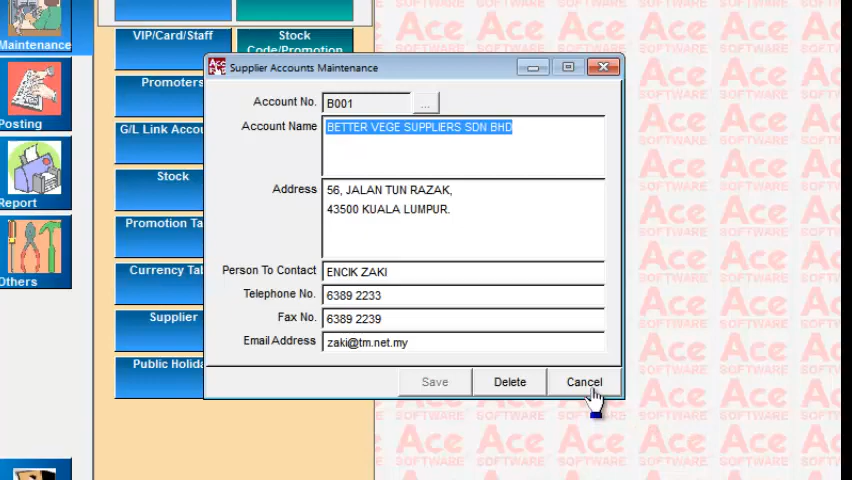 Maintenance
Posting
Report
Others
VIP/Card/Staff
Stock
Code/Promotion
Promoters
G/L Link Accou
Stock
Promotion Ta
Currency Tal
Supplier
Public Holida
Supplier Accounts Maintenance
Account No. B001 ...
Account Name BETTER VEGE SUPPLIERS SDN BHD
Address 56, JALAN TUN RAZAK,
43500 KUALA LUMPUR.
Person To Contact ENCIK ZAKI
Telephone No. 6389 2233
Fax No. 6389 2239
Email Address zaki@tm.net.my
Save Delete Cancel
Ace
SOFTWARE